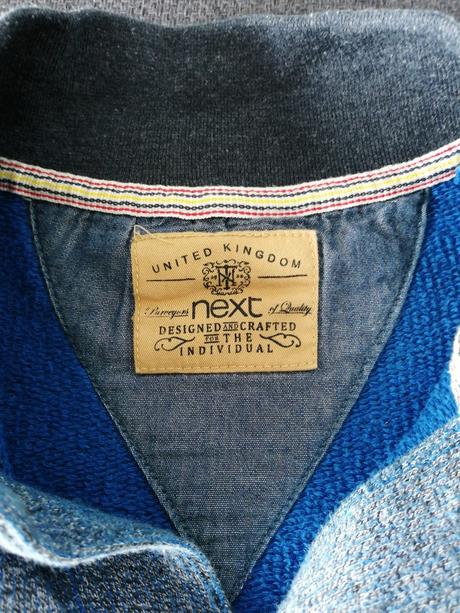 UNITED KINGDOM
Purveyors next of Quality
DESIGNED AND CRAFTED
FOR THE
INDIVIDUAL